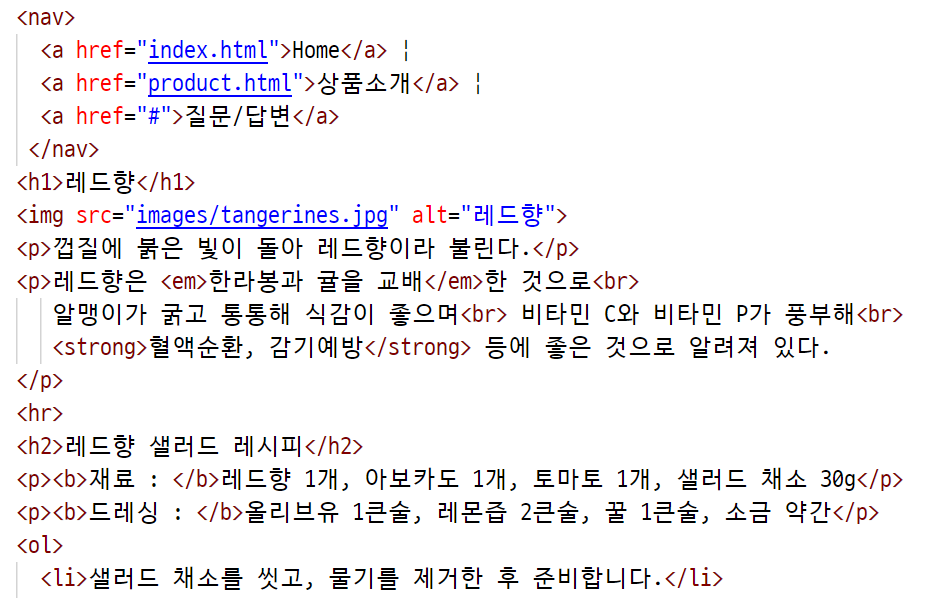 <nav>
<a href="index.html">Home</a> ¦
<a href="product.html">상품소개</a> ¦
<a href="#">질문/답변</a>
</nav>
<h1>레드향</h1>
<img src="images/tangerines.jpg" alt="레드향">
<p>껍질에 붉은 빛이 돌아 레드향이라 불린다.</p>
<p>레드향은 <em>한라봉과 귤을 교배</em>한 것으로<br>
알맹이가 굵고 통통해 식감이 좋으며<br> 비타민 C와 비타민 P가 풍부해<br>
<strong>혈액순환, 감기예방</strong> 등에 좋은 것으로 알려져 있다.
</p>
<hr>
<h2>레드향 샐러드 레시피</h2>
<p><b>재료 : </b>레드향 1개, 아보카도 1개, 토마토 1개, 샐러드 채소 30g</p>
<p><b>드레싱 : </b>올리브유 1큰술, 레몬즙 2큰술, 꿀 1큰술, 소금 약간</p>
<ol>
<li>샐러드 채소를 씻고, 물기를 제거한 후 준비합니다.</li>